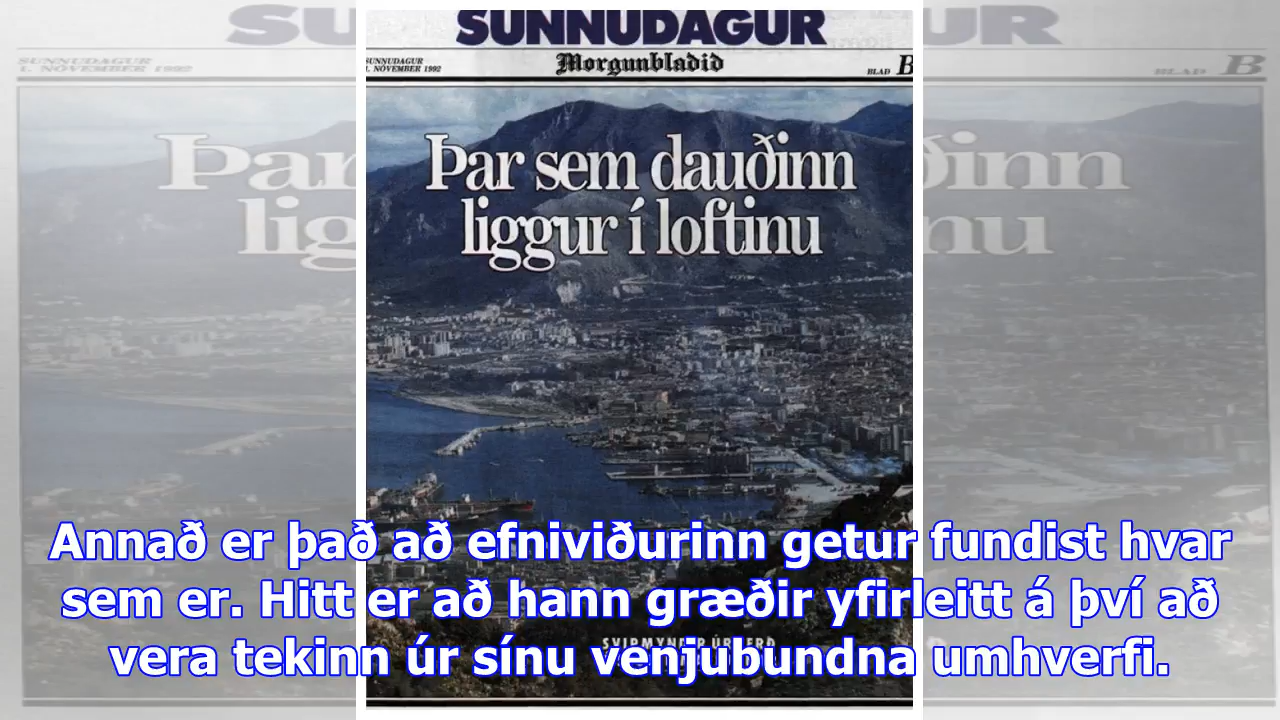 SUNNUDAGUR
SUNNUDAGUR
1. NÓVEMBER 1992
Morgunblaðið
BLAÐ B
Þar sem dauðinn
liggur í loftinu
Annað er það að efniviðurinn getur fundist hvar
sem er. Hitt er að hann græðir yfirleitt á því að
vera tekinn úr sínu venjubundna umhverfi.